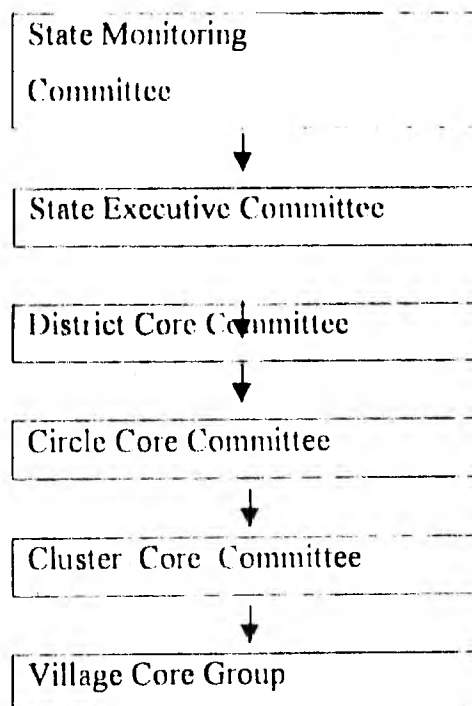 State Monitoring
Committee
State Executive Committee
District Core Committee
Circle Core Committee
Cluster Core Committee
Village Core Group